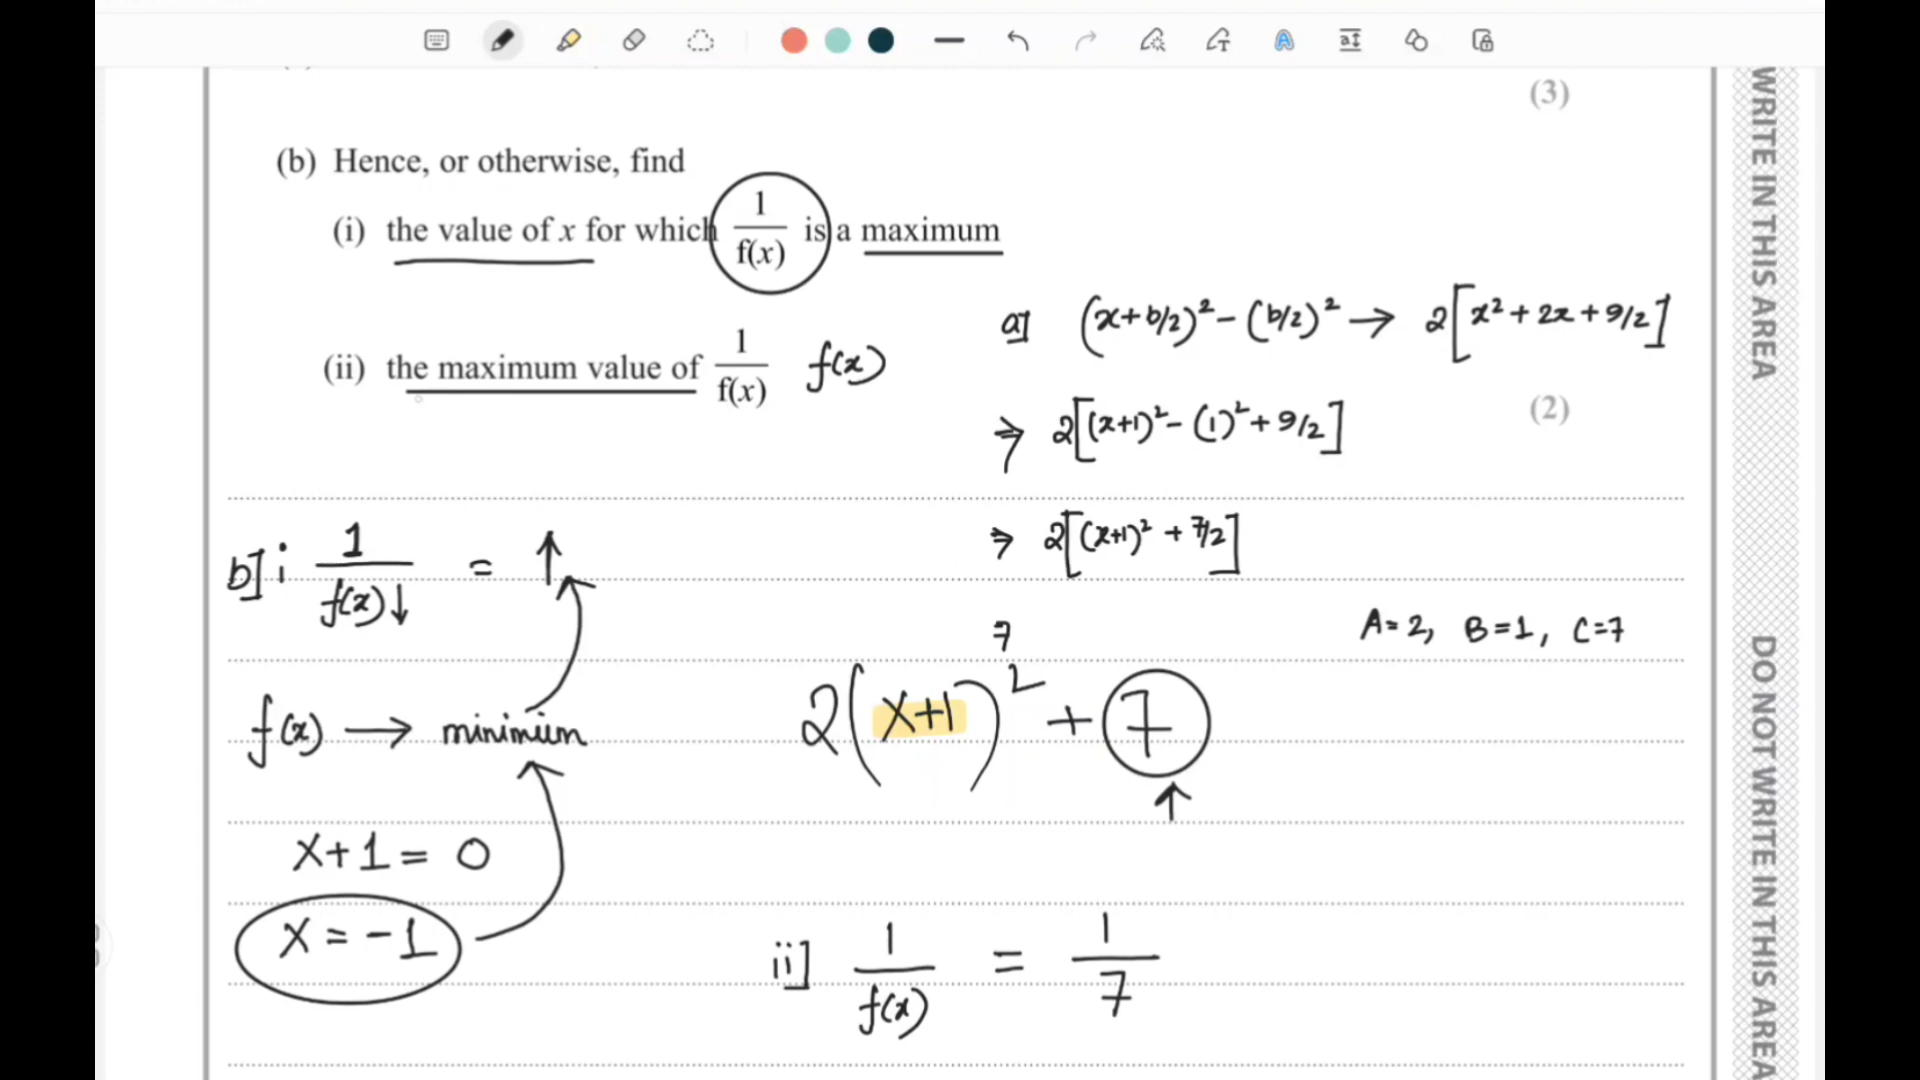 (3)
(b) Hence, or otherwise, find
(i) the value of x for which 1/f(x) is a maximum
(ii) the maximum value of 1/f(x) f(x)
(2)
a] (x+b/2)² - (b/2)² → 2[x² + 2x + 9/2]
⇒ 2[(x+1)² - (1)² + 9/2]
⇒ 2[(x+1)² + 7/2]
A=2, B=1, C=7
b] i 1/f(x)↓ = ↑
7
f(x) → minimum
2(x+1)² + 7
↑
x+1 = 0
x = -1
ii] 1/f(x) = 1/7
WRITE IN THIS AREA
DO NOT WRITE IN THIS AREA